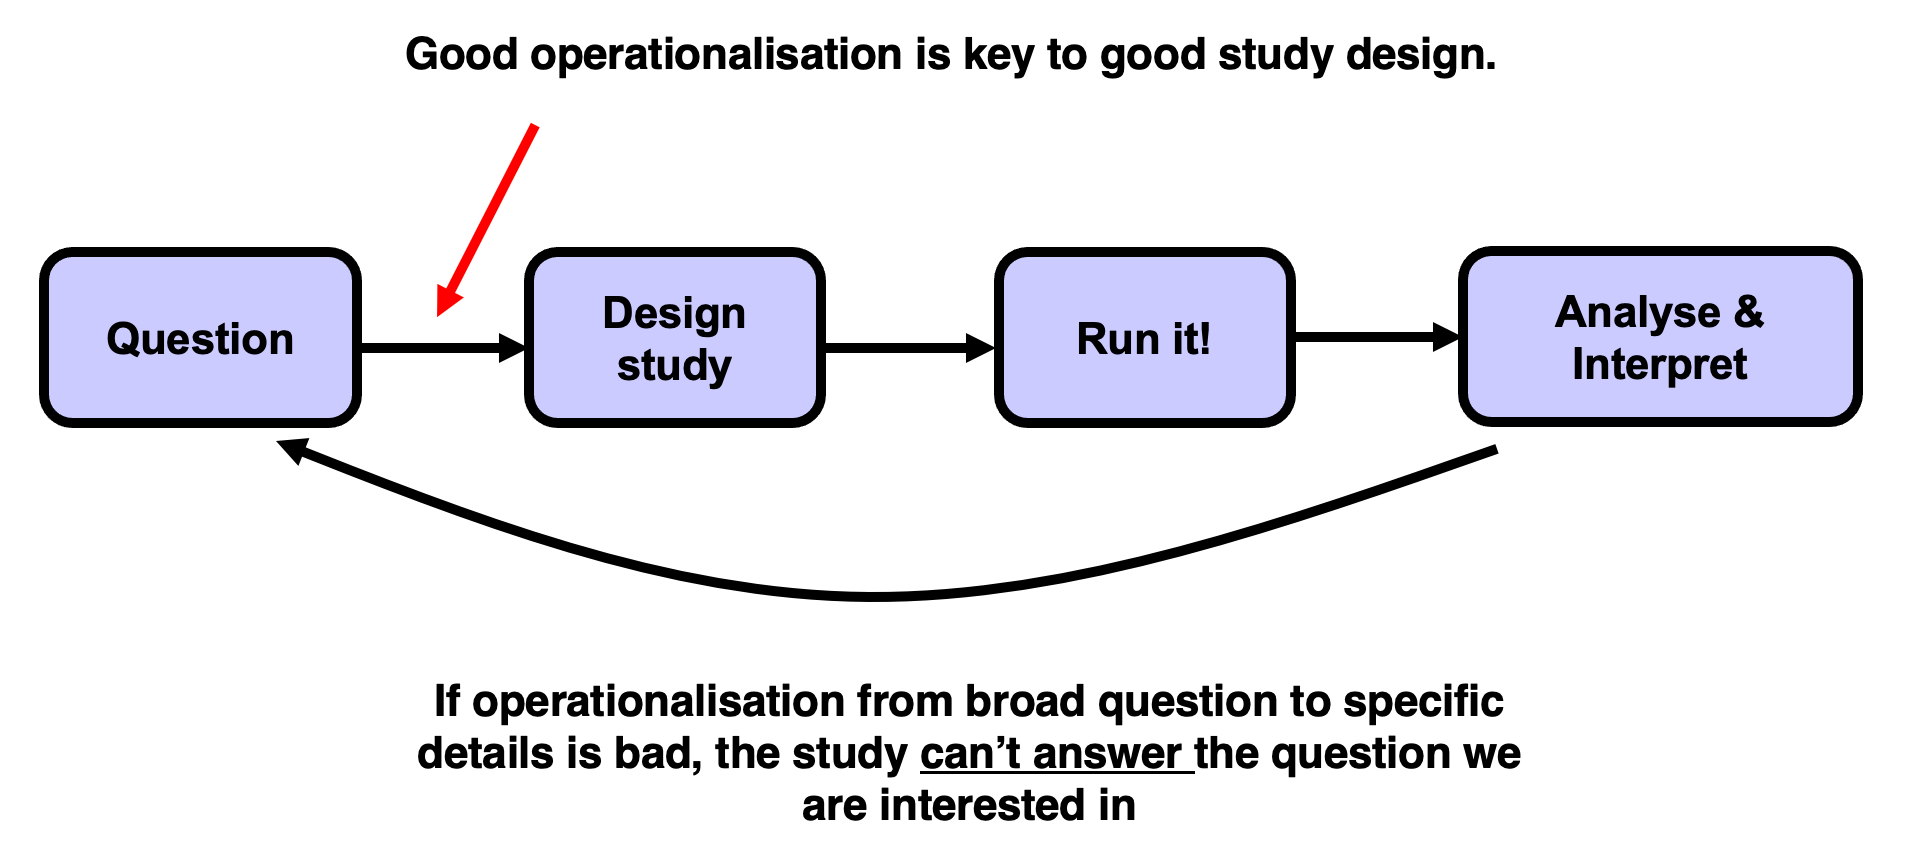 Good operationalisation is key to good study design.
Question
Design
study
Run it!
Analyse &
Interpret
If operationalisation from broad question to specific
details is bad, the study can’t answer the question we
are interested in